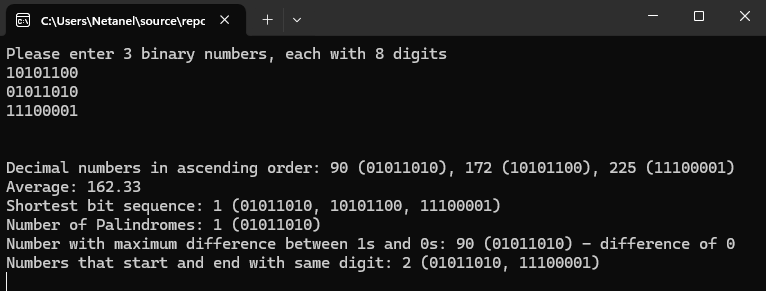 C:\Users\Netanel\source\repc
Please enter 3 binary numbers, each with 8 digits
10101100
01011010
11100001
Decimal numbers in ascending order: 90 (01011010), 172 (10101100), 225 (11100001)
Average: 162.33
Shortest bit sequence: 1 (01011010, 10101100, 11100001)
Number of Palindromes: 1 (01011010)
Number with maximum difference between 1s and 0s: 90 (01011010) – difference of 0
Numbers that start and end with same digit: 2 (01011010, 11100001)